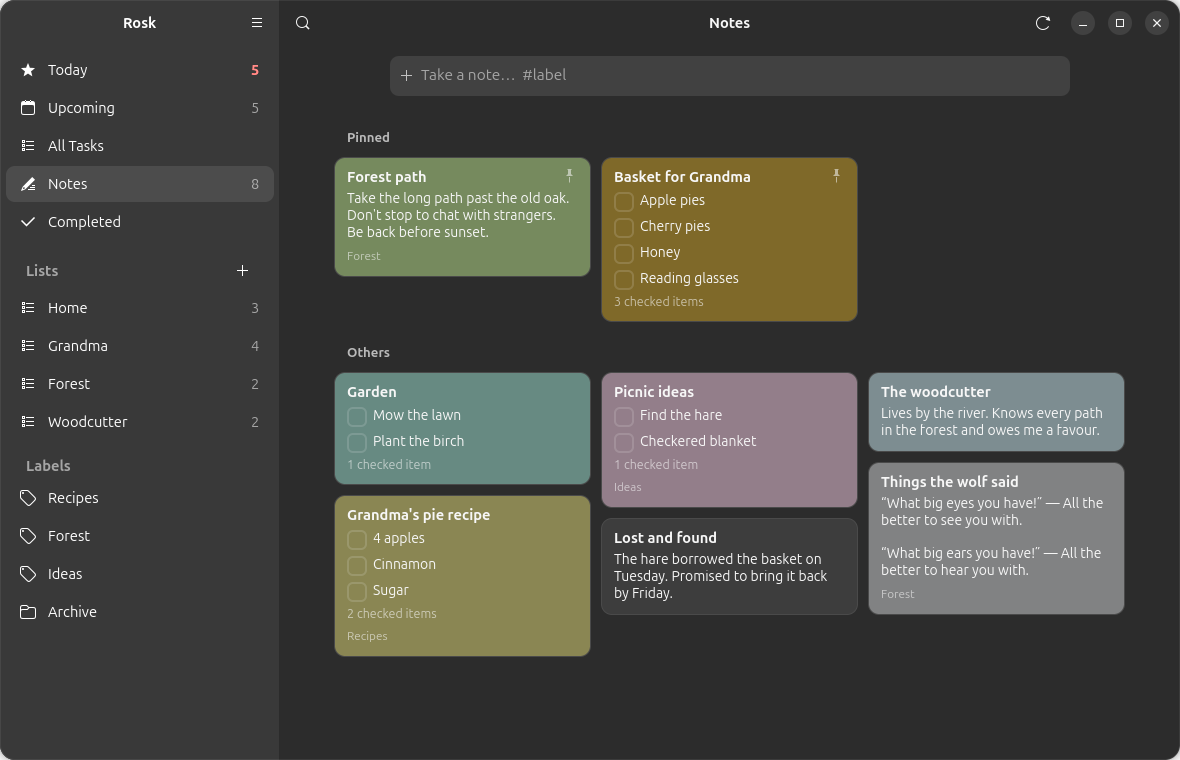 Rosk
Today 5
Upcoming 5
All Tasks
Notes 8
Completed
Lists
Home 3
Grandma 4
Forest 2
Woodcutter 2
Labels
Recipes
Forest
Ideas
Archive
Notes
Take a note… #label
Pinned
Forest path
Take the long path past the old oak.
Don't stop to chat with strangers.
Be back before sunset.
Forest
Basket for Grandma
Apple pies
Cherry pies
Honey
Reading glasses
3 checked items
Others
Garden
Mow the lawn
Plant the birch
1 checked item
Grandma's pie recipe
4 apples
Cinnamon
Sugar
2 checked items
Recipes
Picnic ideas
Find the hare
Checkered blanket
1 checked item
Ideas
Lost and found
The hare borrowed the basket on
Tuesday. Promised to bring it back
by Friday.
The woodcutter
Lives by the river. Knows every path
in the forest and owes me a favour.
Things the wolf said
“What big eyes you have!” — All the
better to see you with.
“What big ears you have!” — All the
better to hear you with.
Forest